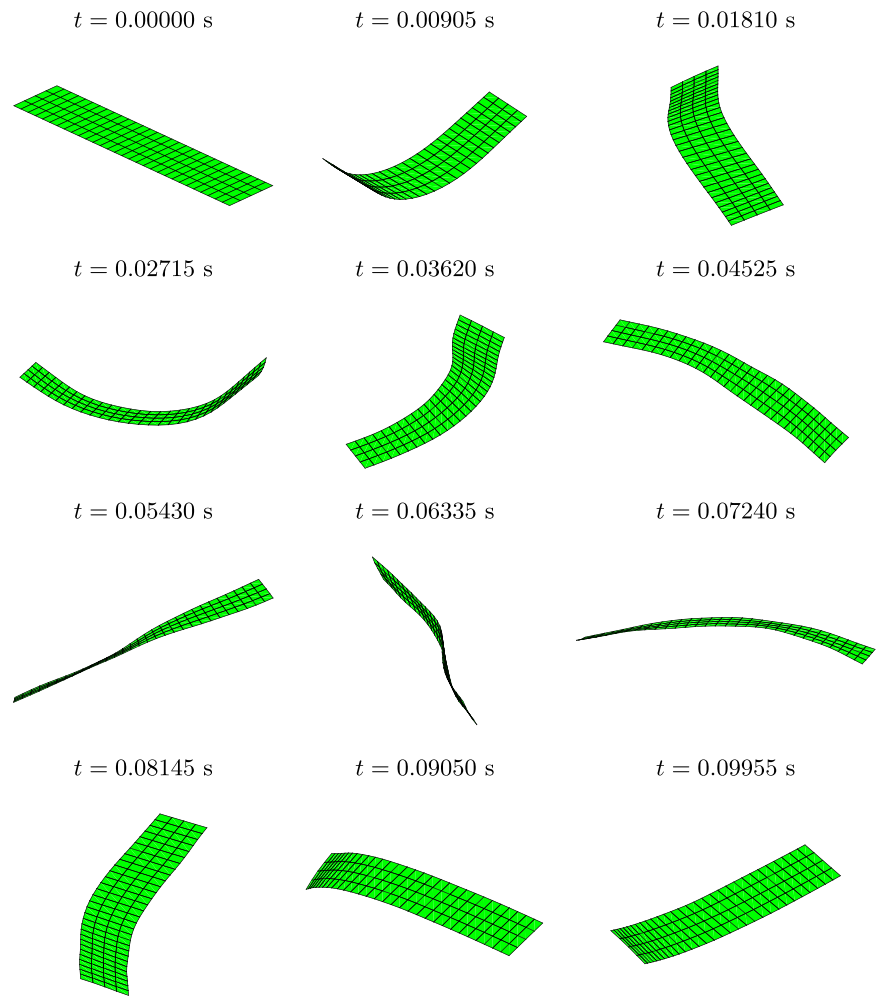 t = 0.00000 s
t = 0.00905 s
t = 0.01810 s
t = 0.02715 s
t = 0.03620 s
t = 0.04525 s
t = 0.05430 s
t = 0.06335 s
t = 0.07240 s
t = 0.08145 s
t = 0.09050 s
t = 0.09955 s